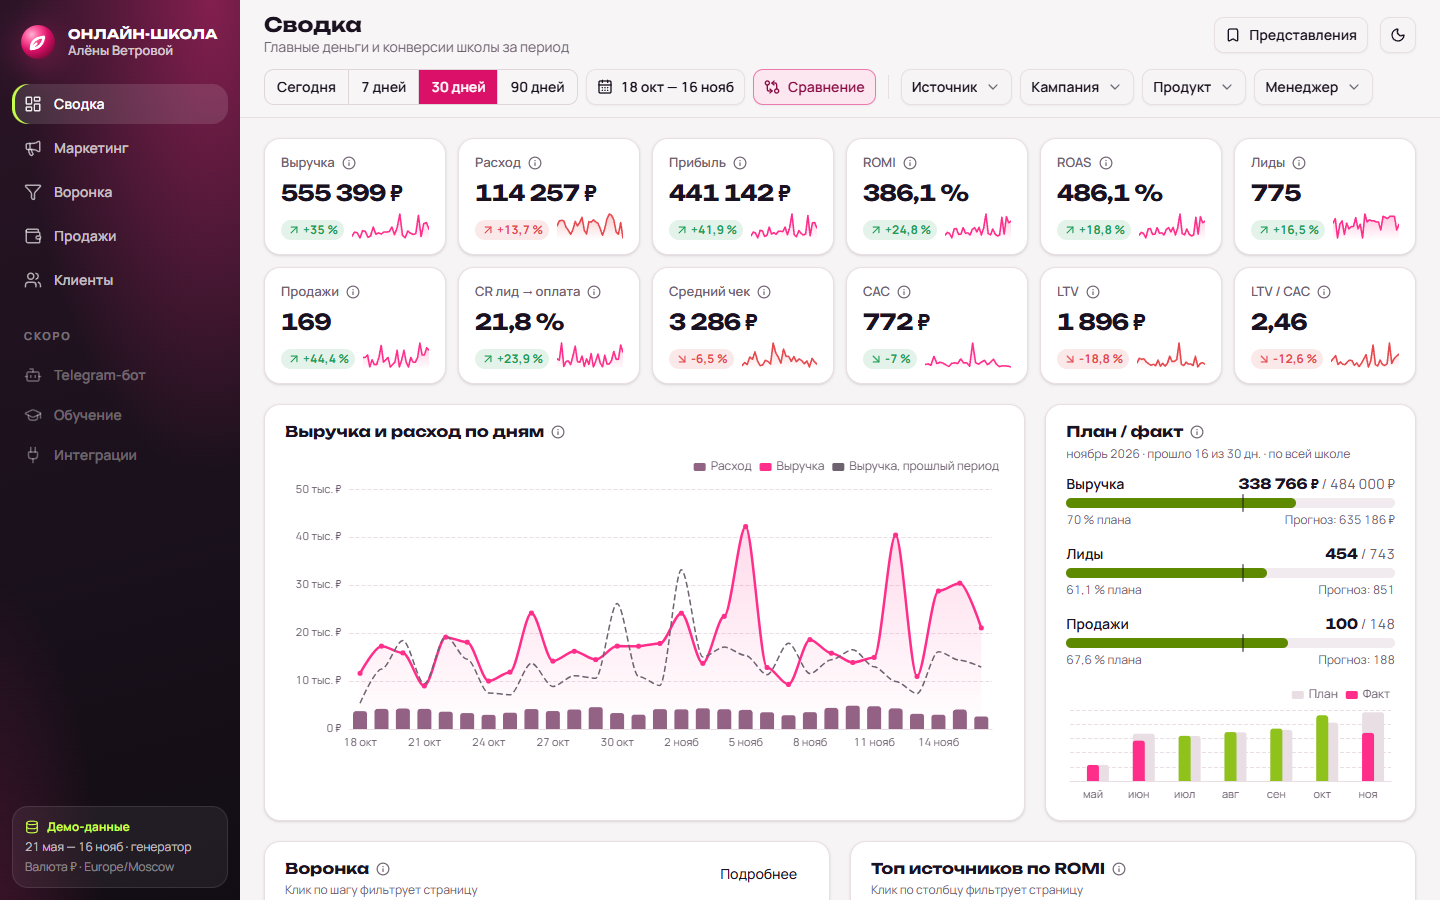 ОНЛАЙН-ШКОЛА
Алёны Ветровой
Сводка
Маркетинг
Воронка
Продажи
Клиенты
СКОРО
Telegram-бот
Обучение
Интеграции
Демо-данные
21 мая — 16 нояб · генератор
Валюта ₽ · Europe/Moscow
Сводка
Главные деньги и конверсии школы за период
Представления
Сегодня
7 дней
30 дней
90 дней
18 окт — 16 нояб
Сравнение
Источник
Кампания
Продукт
Менеджер
Выручка
555 399 ₽
+35 %
Расход
114 257 ₽
+13,7 %
Прибыль
441 142 ₽
+41,9 %
ROMI
386,1 %
+24,8 %
ROAS
486,1 %
+18,8 %
Лиды
775
+16,5 %
Продажи
169
+44,4 %
CR лид → оплата
21,8 %
+23,9 %
Средний чек
3 286 ₽
-6,5 %
CAC
772 ₽
-7 %
LTV
1 896 ₽
-18,8 %
LTV / CAC
2,46
-12,6 %
Выручка и расход по дням
Расход
Выручка
Выручка, прошлый период
50 тыс. ₽
40 тыс. ₽
30 тыс. ₽
20 тыс. ₽
10 тыс. ₽
0 ₽
18 окт
21 окт
24 окт
27 окт
30 окт
2 нояб
5 нояб
8 нояб
11 нояб
14 нояб
План / факт
ноябрь 2026 · прошло 16 из 30 дн. · по всей школе
Выручка
338 766 ₽ / 484 000 ₽
70 % плана
Прогноз: 635 186 ₽
Лиды
454 / 743
61,1 % плана
Прогноз: 851
Продажи
100 / 148
67,6 % плана
Прогноз: 188
План
Факт
май
июн
июл
авг
сен
окт
ноя
Воронка
Клик по шагу фильтрует страницу
Подробнее
Топ источников по ROMI
Клик по столбцу фильтрует страницу